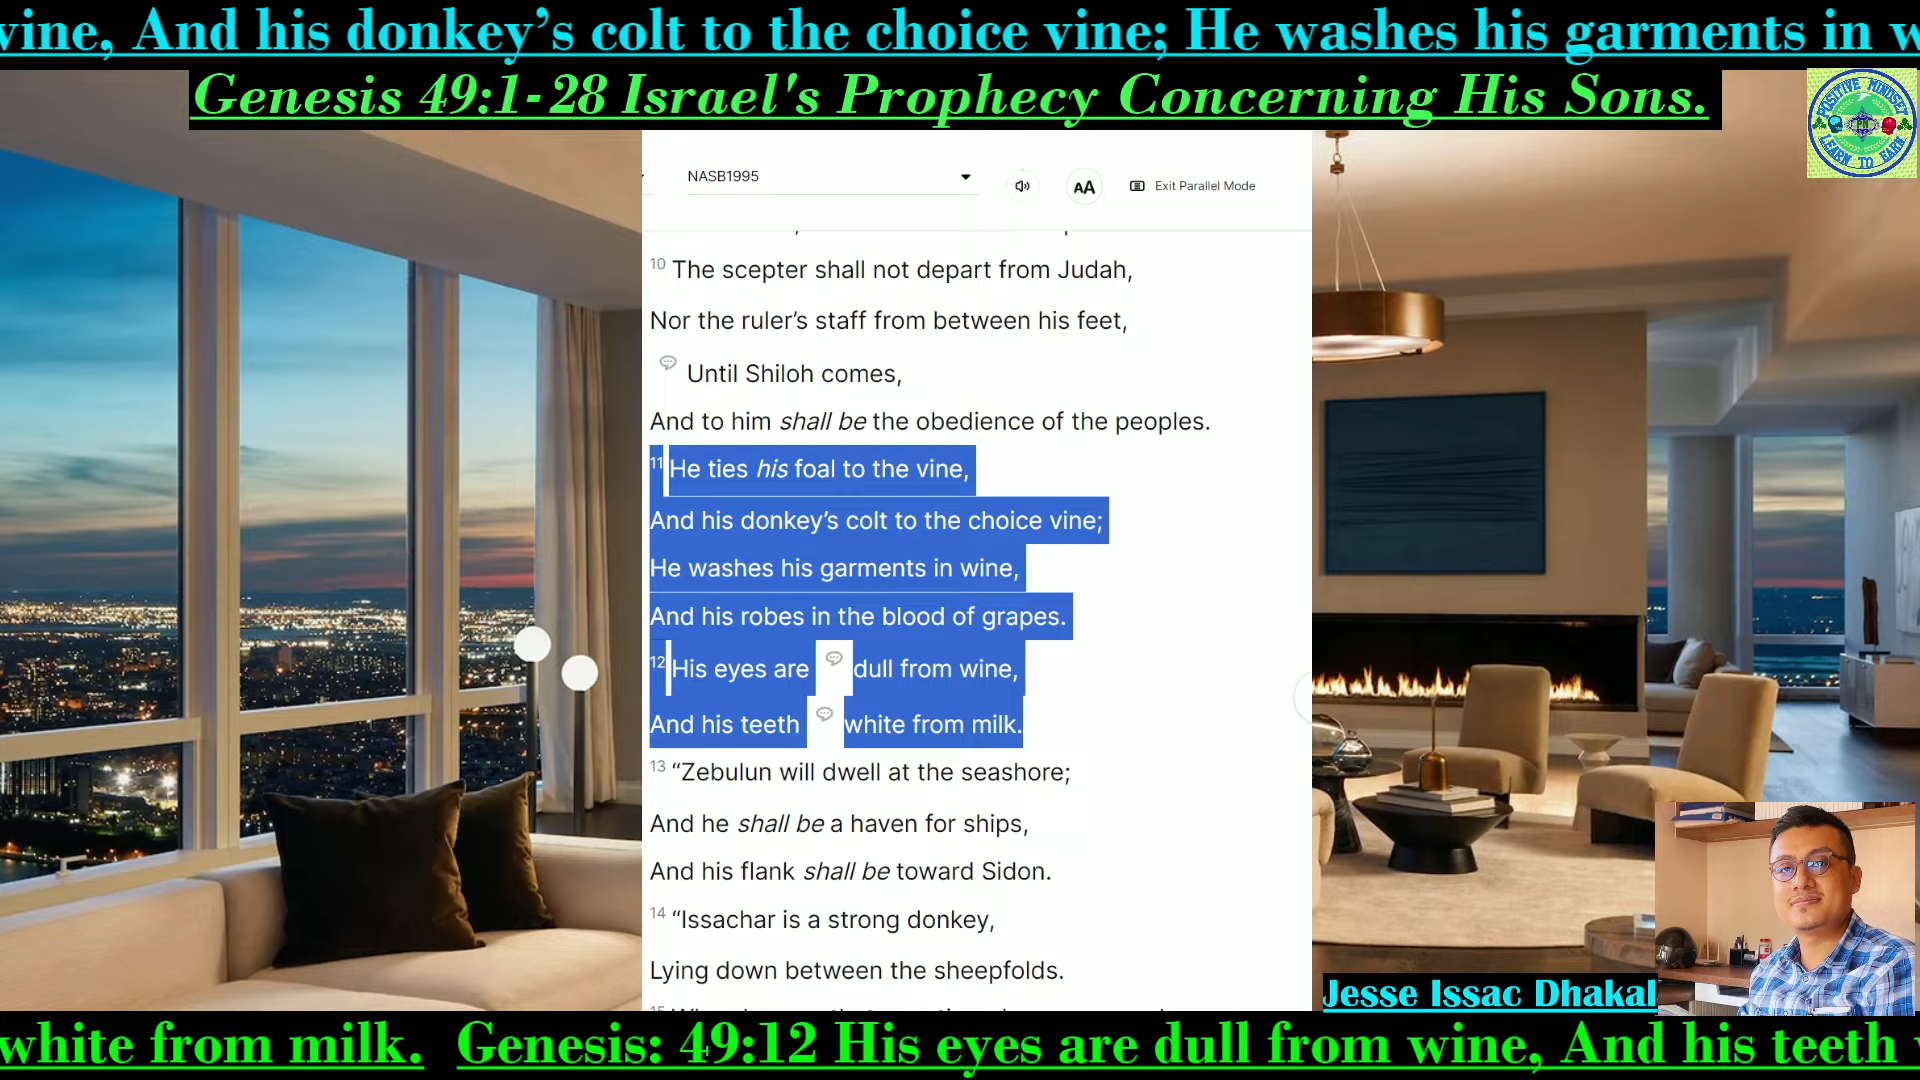 vine, And his donkey’s colt to the choice vine; He washes his garments in w
Genesis 49:1-28 Israel's Prophecy Concerning His Sons.
POSITIVE MINDSET
LEARN TO EARN
NASB1995
AA
Exit Parallel Mode
10 The scepter shall not depart from Judah,
Nor the ruler’s staff from between his feet,
Until Shiloh comes,
And to him shall be the obedience of the peoples.
11 He ties his foal to the vine,
And his donkey’s colt to the choice vine;
He washes his garments in wine,
And his robes in the blood of grapes.
12 His eyes are dull from wine,
And his teeth white from milk.
13 “Zebulun will dwell at the seashore;
And he shall be a haven for ships,
And his flank shall be toward Sidon.
14 “Issachar is a strong donkey,
Lying down between the sheepfolds.
Jesse Issac Dhakal
white from milk. Genesis: 49:12 His eyes are dull from wine, And his teeth